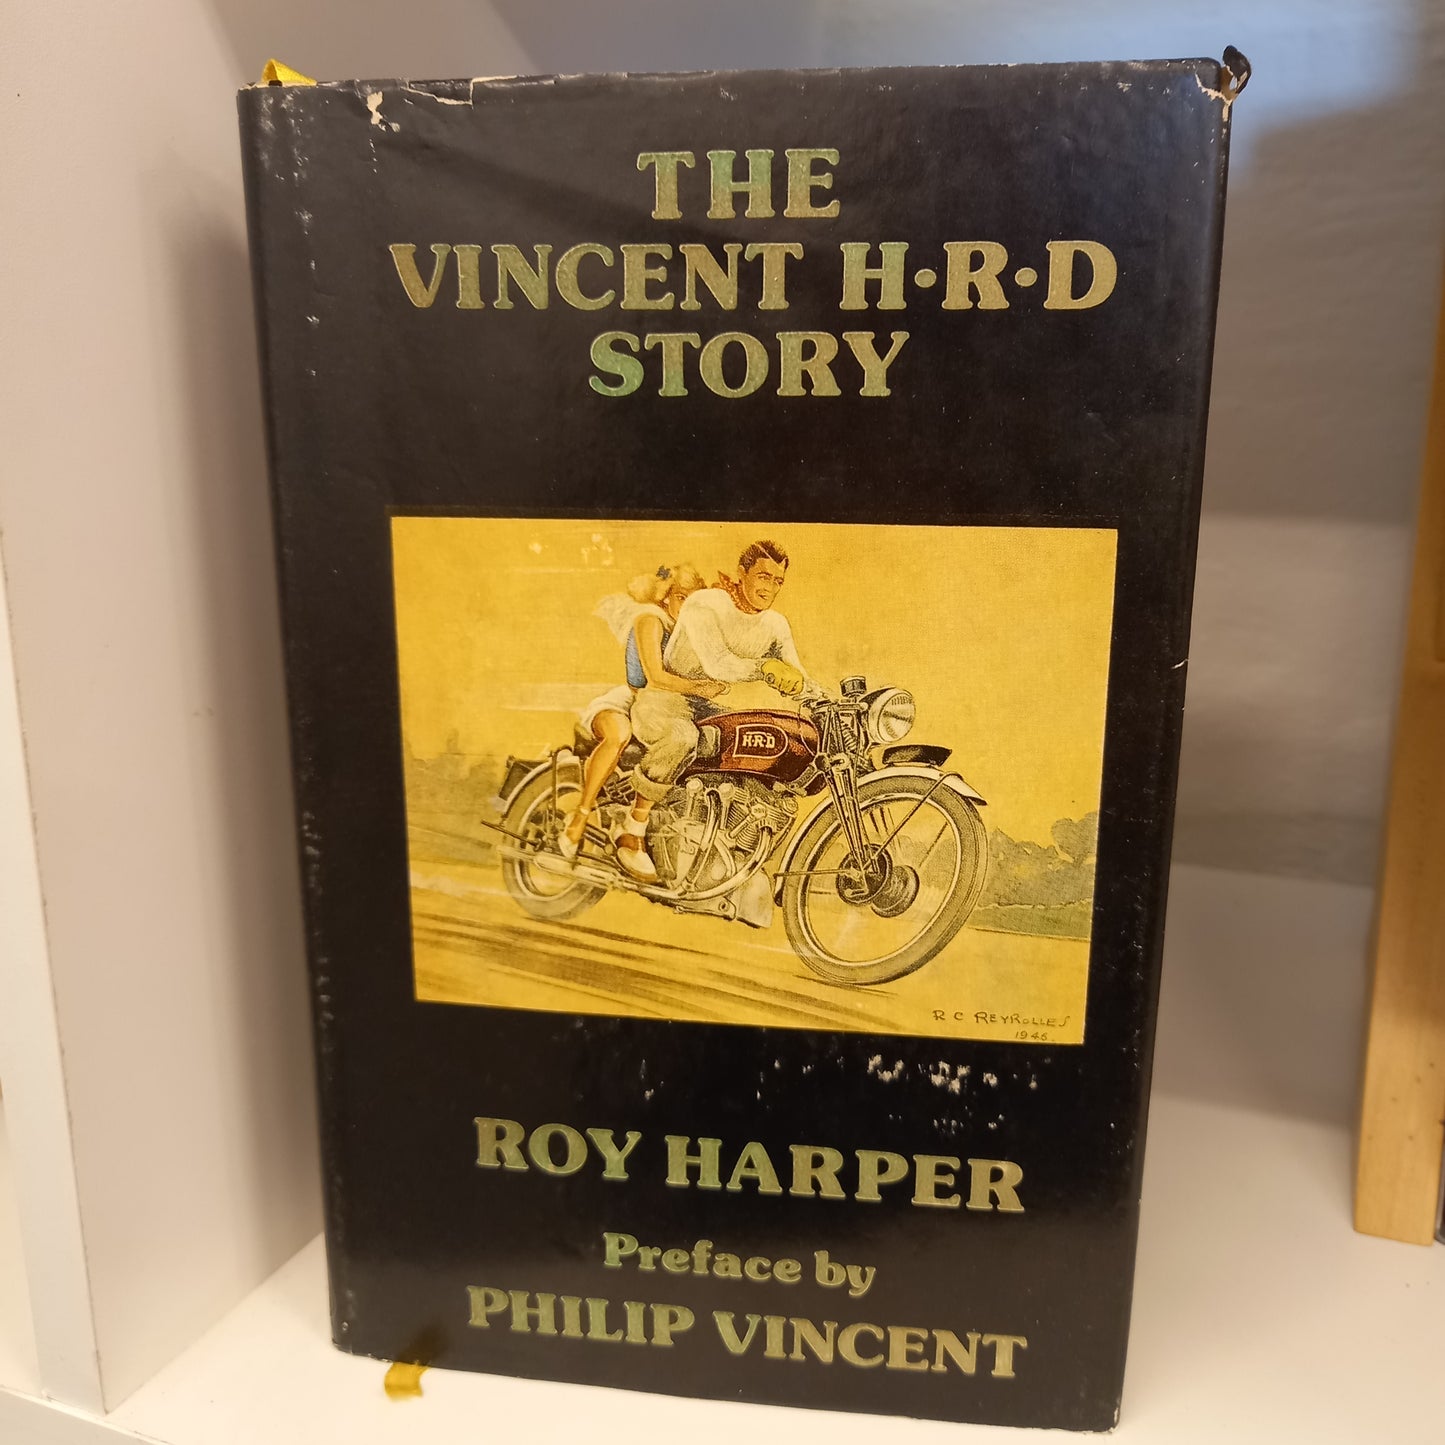 THE
VINCENT H·R·D
STORY
H·R·D
R C REYROLLES
1946.
ROY HARPER
Preface by
PHILIP VINCENT